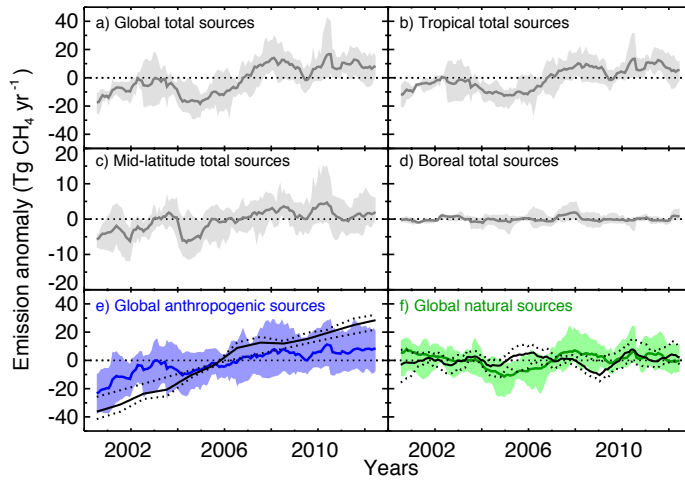 40
20
0
-20
-40
20
10
0
-10
-20
40
20
0
-20
-40
Emission anomaly (Tg CH4 yr-1)
a) Global total sources
b) Tropical total sources
c) Mid-latitude total sources
d) Boreal total sources
e) Global anthropogenic sources
f) Global natural sources
2002 2006 2010 2002 2006 2010
Years